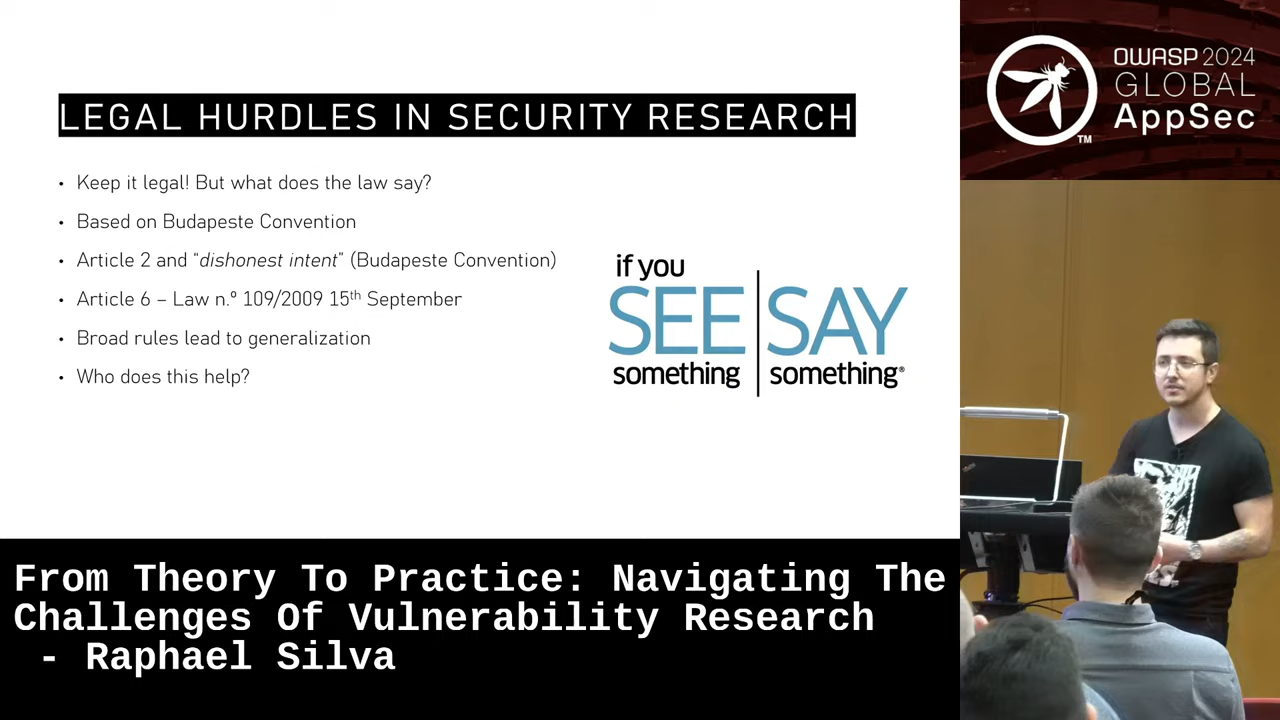 LEGAL HURDLES IN SECURITY RESEARCH
• Keep it legal! But what does the law say?
• Based on Budapeste Convention
• Article 2 and “dishonest intent” (Budapeste Convention)
• Article 6 – Law n.º 109/2009 15th September
• Broad rules lead to generalization
• Who does this help?
if you
SEE
something
SAY
something®
OWASP 2024
GLOBAL
AppSec
TM
From Theory To Practice: Navigating The
Challenges Of Vulnerability Research
- Raphael Silva